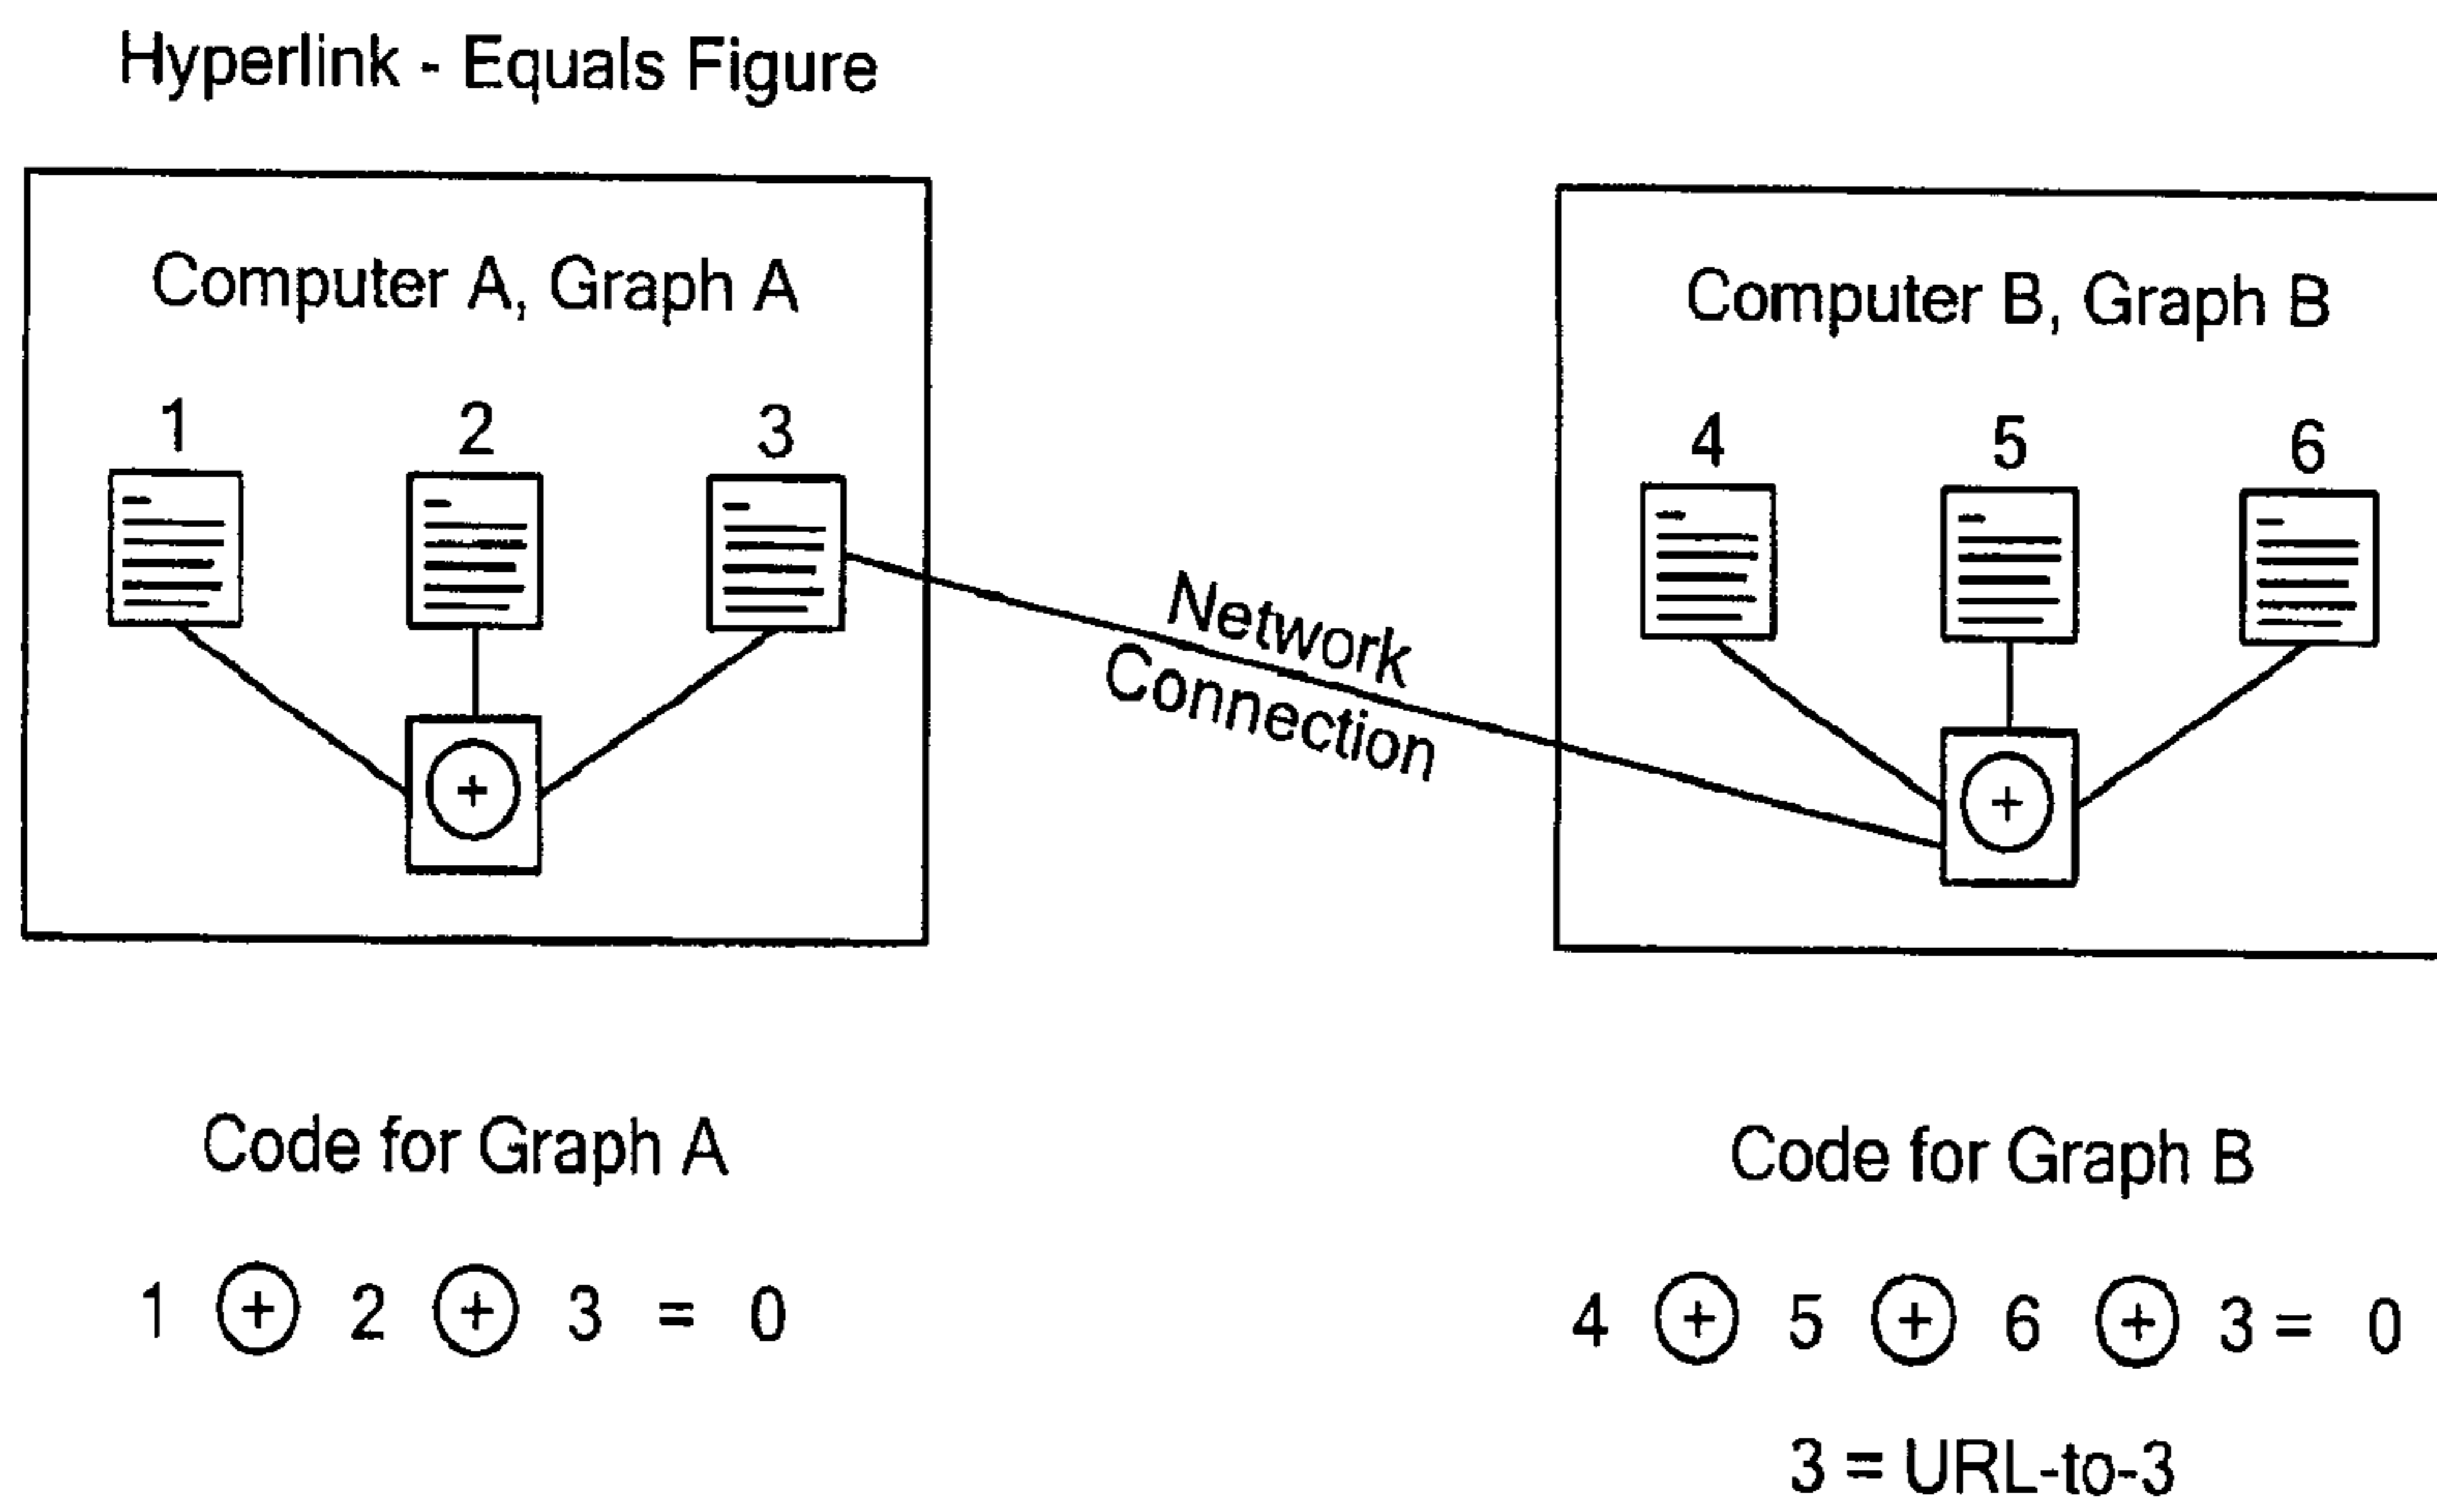 Hyperlink - Equals Figure
Computer A, Graph A
1 2 3
+
Network
Connection
Computer B, Graph B
4 5 6
+
Code for Graph A
1 ⊕ 2 ⊕ 3 = 0
Code for Graph B
4 ⊕ 5 ⊕ 6 ⊕ 3 = 0
3 = URL-to-3